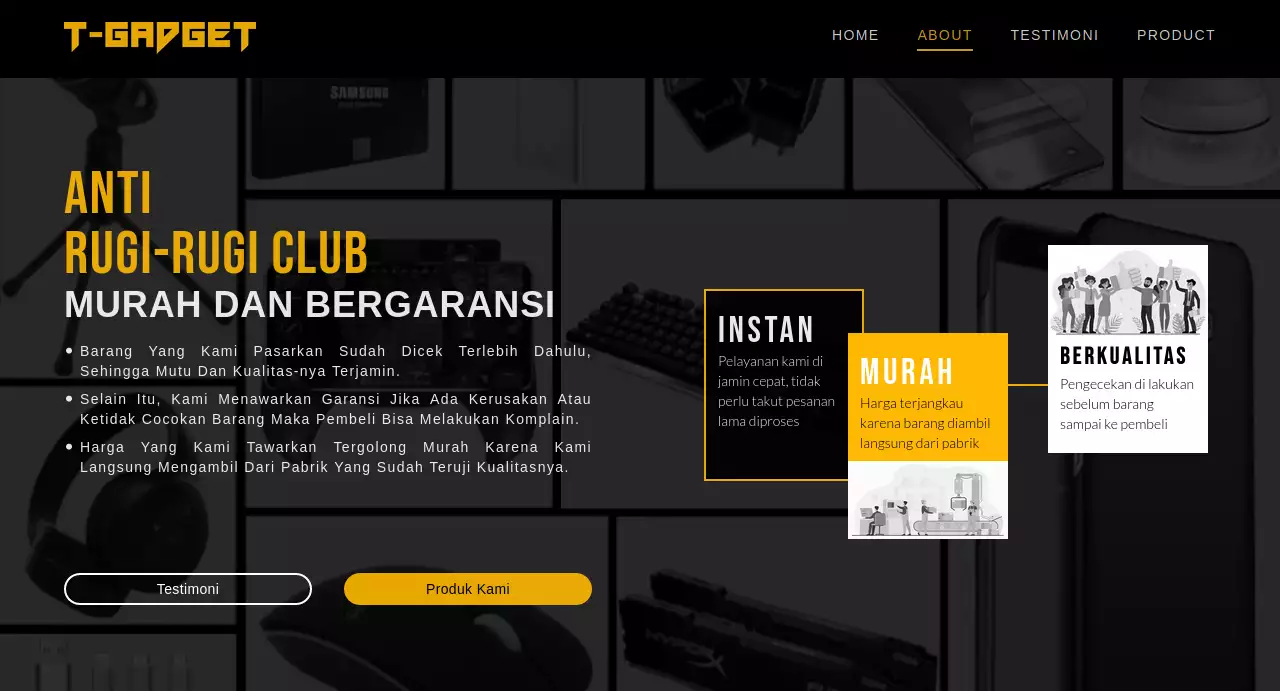 T-GADGET
HOME ABOUT TESTIMONI PRODUCT
SAMSUNG
ANTI
RUGI-RUGI CLUB
MURAH DAN BERGARANSI
Barang Yang Kami Pasarkan Sudah Dicek Terlebih Dahulu,
Sehingga Mutu Dan Kualitas-nya Terjamin.
Selain Itu, Kami Menawarkan Garansi Jika Ada Kerusakan Atau
Ketidak Cocokan Barang Maka Pembeli Bisa Melakukan Komplain.
Harga Yang Kami Tawarkan Tergolong Murah Karena Kami
Langsung Mengambil Dari Pabrik Yang Sudah Teruji Kualitasnya.
Testimoni
Produk Kami
INSTAN
Pelayanan kami di
jamin cepat, tidak
perlu takut pesanan
lama diproses
MURAH
Harga terjangkau
karena barang diambil
langsung dari pabrik
BERKUALITAS
Pengecekan di lakukan
sebelum barang
sampai ke pembeli
HYPERX